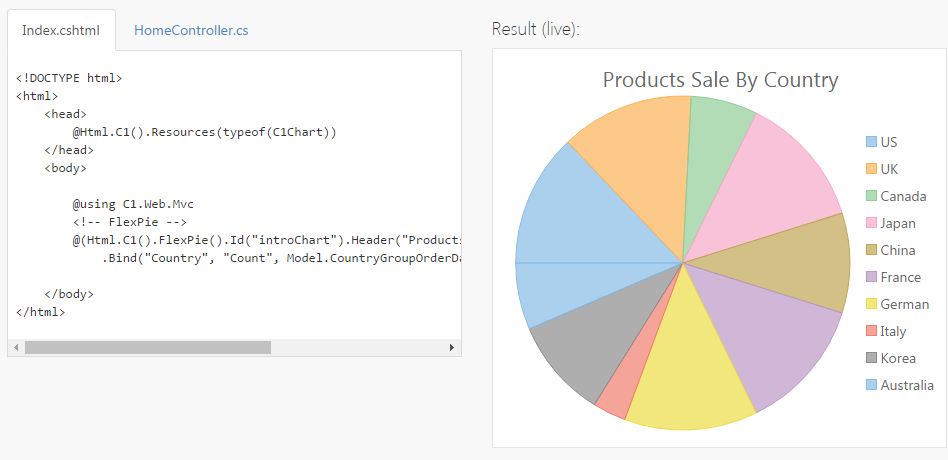 Index.cshtml
HomeController.cs
<!DOCTYPE html>
<html>
<head>
@Html.C1().Resources(typeof(C1Chart))
</head>
<body>
@using C1.Web.Mvc
<!-- FlexPie -->
@(Html.C1().FlexPie().Id("introChart").Header("Products
.Bind("Country", "Count", Model.CountryGroupOrderDa
</body>
</html>
Result (live):
Products Sale By Country
US
UK
Canada
Japan
China
France
German
Italy
Korea
Australia